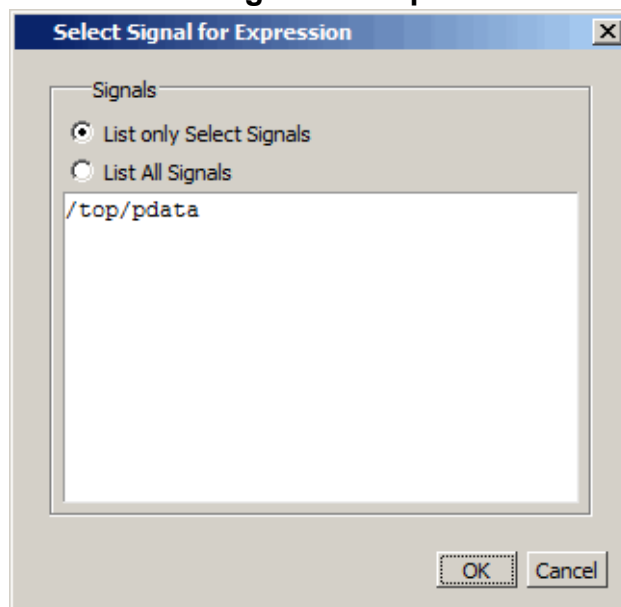 Select Signal for Expression
Signals
List only Select Signals
List All Signals
/top/pdata
OK Cancel